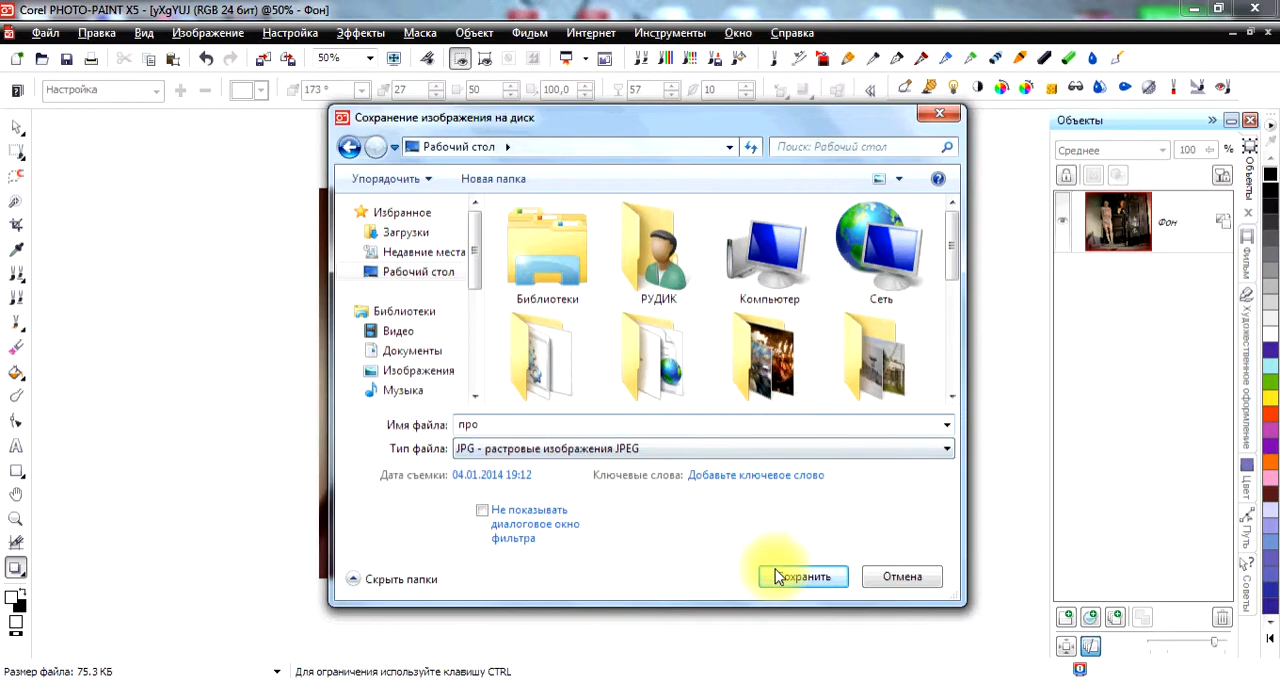 Corel PHOTO-PAINT X5 - [yXgYUJ (RGB 24 бит) @50% - Фон]
Файл Правка Вид Изображение Настройка Эффекты Маска Объект Фильм Интернет Инструменты Окно Справка
50%
Настройка 173 ° 27 50 100,0 57 10
Сохранение изображения на диск
Рабочий стол
Поиск: Рабочий стол
Упорядочить Новая папка
Избранное
Загрузки
Недавние места
Рабочий стол
Библиотеки
Видео
Документы
Изображения
Музыка
Библиотеки РУДИК Компьютер Сеть
Имя файла: про
Тип файла: JPG - растровые изображения JPEG
Дата съемки: 04.01.2014 19:12 Ключевые слова: Добавьте ключевое слово
Не показывать
диалоговое окно
фильтра
Скрыть папки
Сохранить Отмена
Объекты
Среднее 100 %
Фон
Объекты
Фильм
Художественное оформление
Цвет
Путь
Советы
Размер файла: 75.3 КБ Для ограничения используйте клавишу CTRL